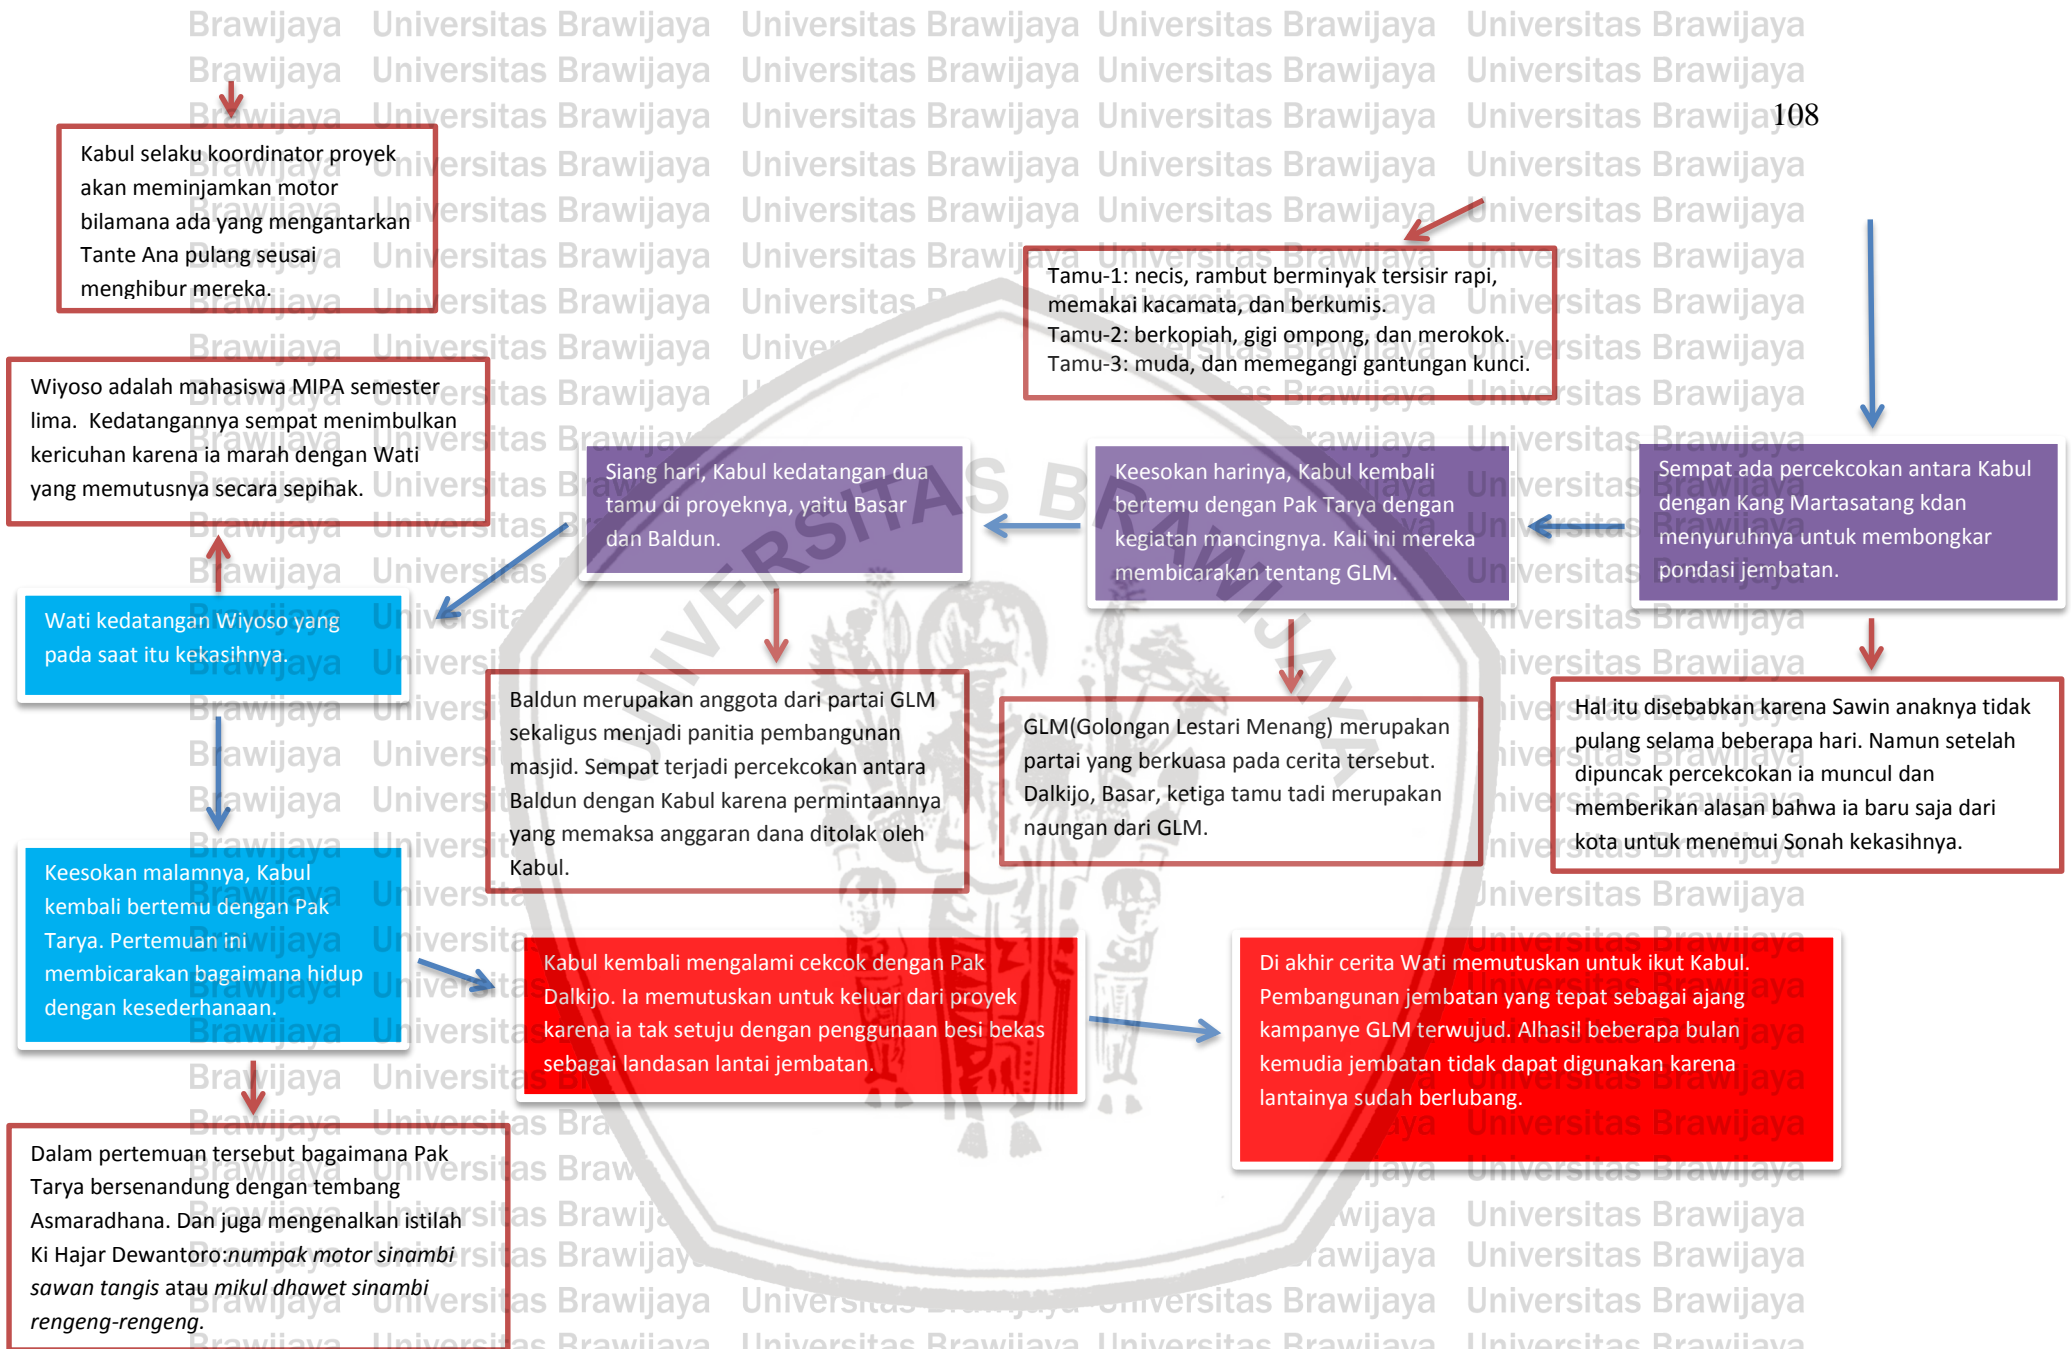 108
Kabul selaku koordinator proyek
akan meminjamkan motor
bilamana ada yang mengantarkan
Tante Ana pulang seusai
menghibur mereka.
Tamu-1: necis, rambut berminyak tersisir rapi,
memakai kacamata, dan berkumis.
Tamu-2: berkopiah, gigi ompong, dan merokok.
Tamu-3: muda, dan memegangi gantungan kunci.
Wiyoso adalah mahasiswa MIPA semester
lima. Kedatangannya sempat menimbulkan
kericuhan karena ia marah dengan Wati
yang memutusnya secara sepihak.
Siang hari, Kabul kedatangan dua
tamu di proyeknya, yaitu Basar
dan Baldun.
Keesokan harinya, Kabul kembali
bertemu dengan Pak Tarya dengan
kegiatan mancingnya. Kali ini mereka
membicarakan tentang GLM.
Sempat ada percekcokan antara Kabul
dengan Kang Martasatang kdan
menyuruhnya untuk membongkar
pondasi jembatan.
Wati kedatangan Wiyoso yang
pada saat itu kekasihnya.
Baldun merupakan anggota dari partai GLM
sekaligus menjadi panitia pembangunan
masjid. Sempat terjadi percekcokan antara
Baldun dengan Kabul karena permintaannya
yang memaksa anggaran dana ditolak oleh
Kabul.
GLM(Golongan Lestari Menang) merupakan
partai yang berkuasa pada cerita tersebut.
Dalkijo, Basar, ketiga tamu tadi merupakan
naungan dari GLM.
Hal itu disebabkan karena Sawin anaknya tidak
pulang selama beberapa hari. Namun setelah
dipuncak percekcokan ia muncul dan
memberikan alasan bahwa ia baru saja dari
kota untuk menemui Sonah kekasihnya.
Keesokan malamnya, Kabul
kembali bertemu dengan Pak
Tarya. Pertemuan ini
membicarakan bagaimana hidup
dengan kesederhanaan.
Kabul kembali mengalami cekcok dengan Pak
Dalkijo. Ia memutuskan untuk keluar dari proyek
karena ia tak setuju dengan penggunaan besi bekas
sebagai landasan lantai jembatan.
Di akhir cerita Wati memutuskan untuk ikut Kabul.
Pembangunan jembatan yang tepat sebagai ajang
kampanye GLM terwujud. Alhasil beberapa bulan
kemudia jembatan tidak dapat digunakan karena
lantainya sudah berlubang.
Dalam pertemuan tersebut bagaimana Pak
Tarya bersenandung dengan tembang
Asmaradhana. Dan juga mengenalkan istilah
Ki Hajar Dewantoro:numpak motor sinambi
sawan tangis atau mikul dhawet sinambi
rengeng-rengeng.
UNIVERSITAS BRAWIJAYA